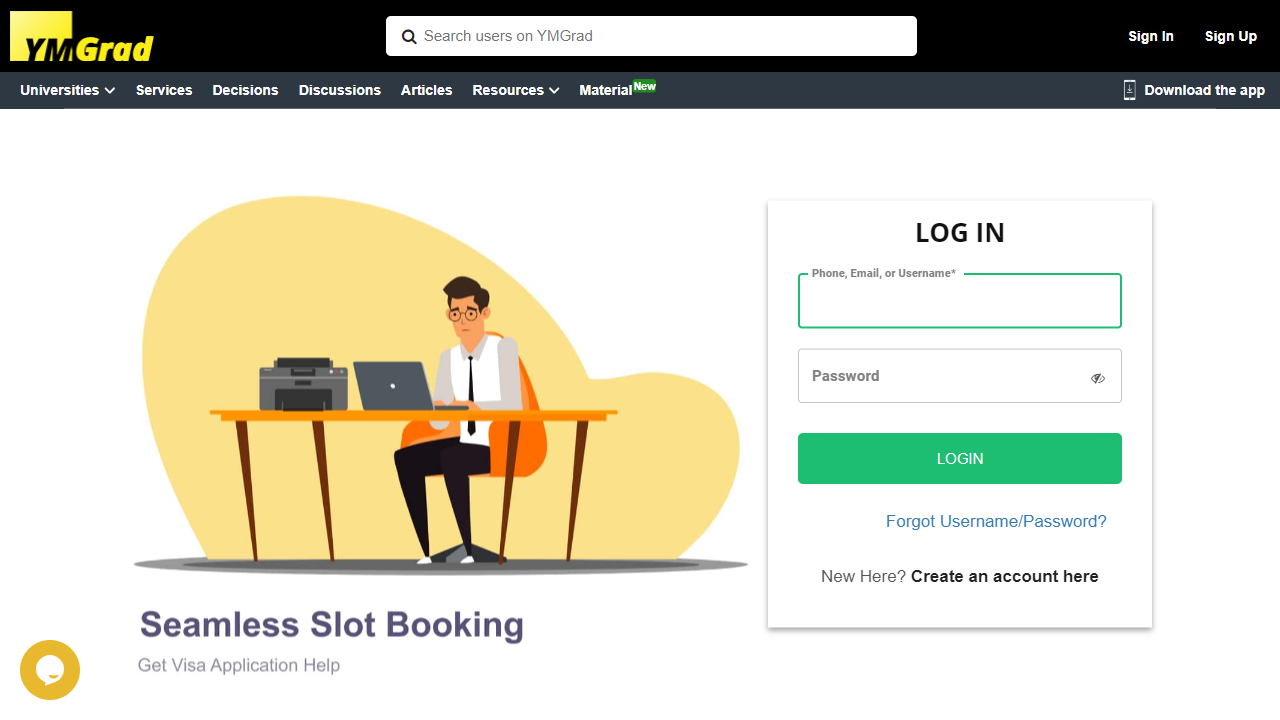 YMGrad
Search users on YMGrad
Sign In
Sign Up
Universities
Services
Decisions
Discussions
Articles
Resources
Material New
Download the app
LOG IN
Phone, Email, or Username*
Password
LOGIN
Forgot Username/Password?
New Here? Create an account here
Seamless Slot Booking
Get Visa Application Help